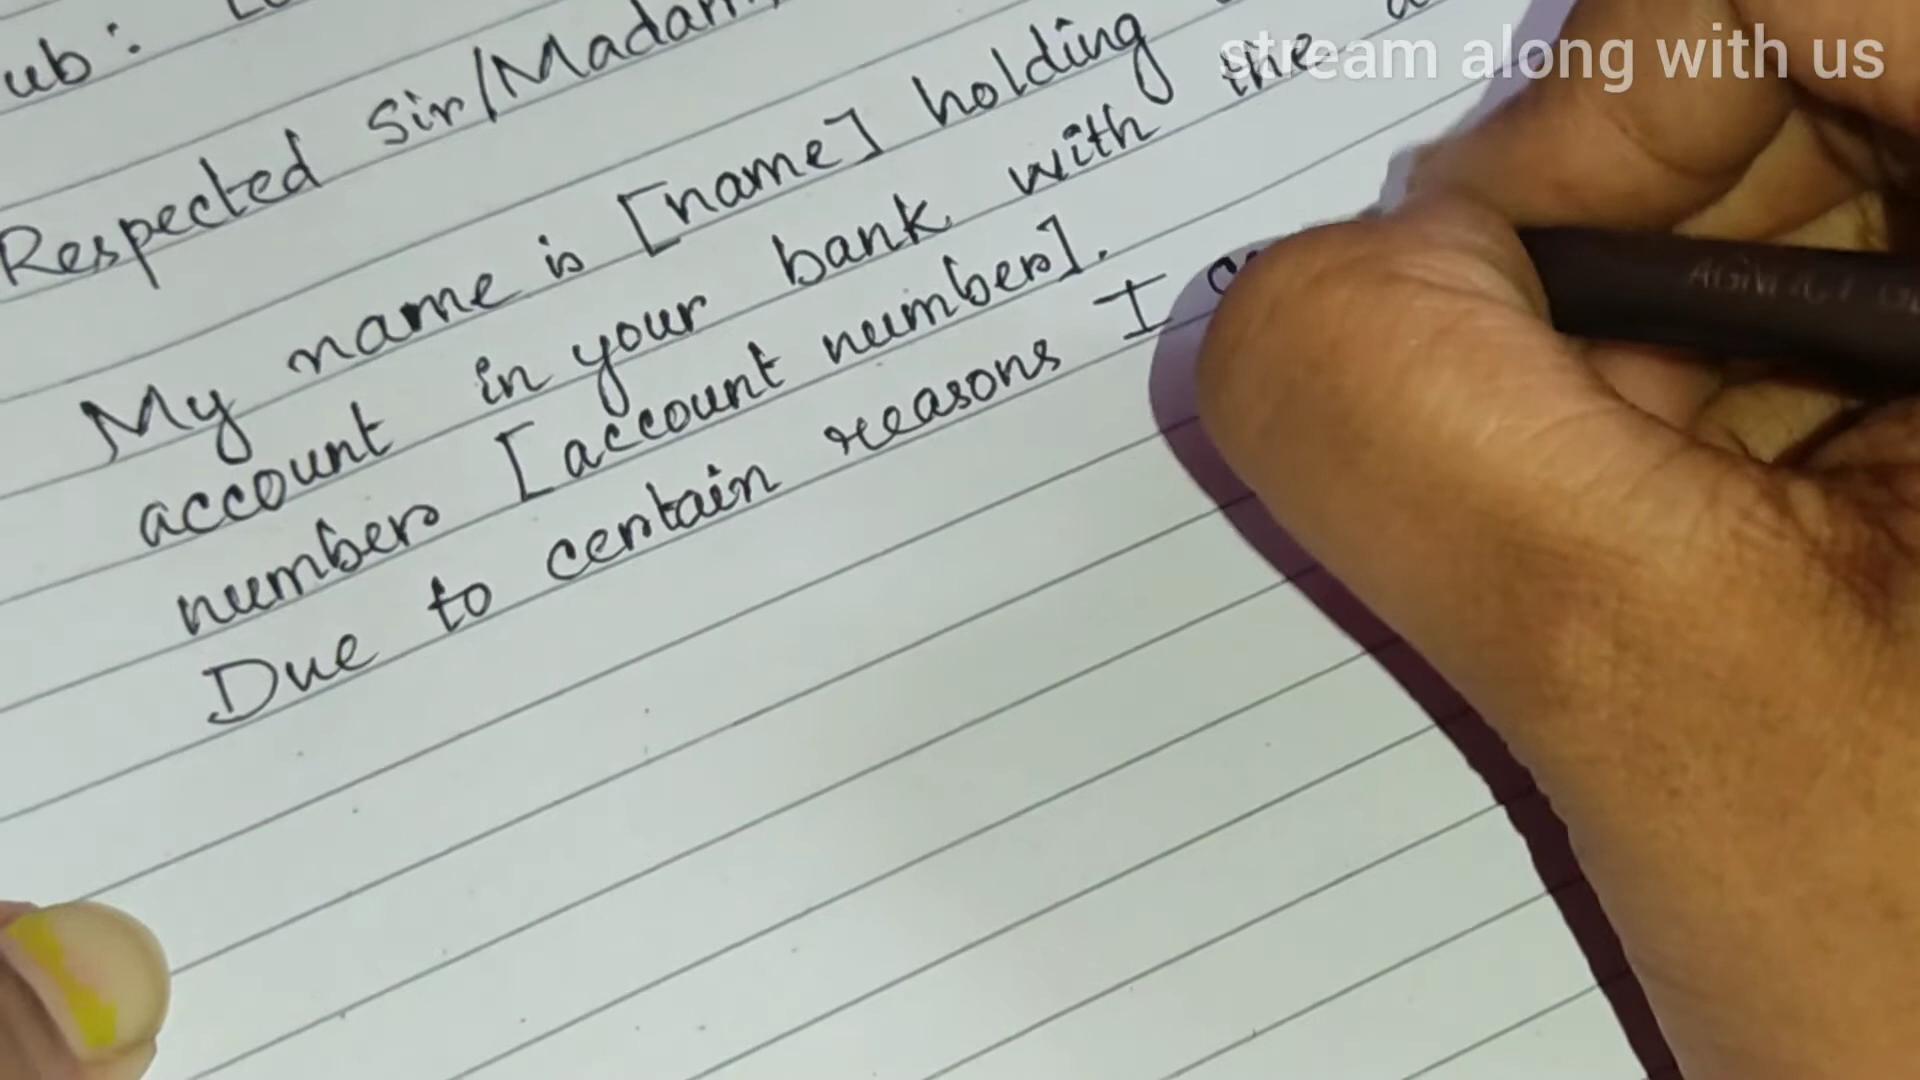 stream along with us
ub:
Respected Sir/Madam,
My name is [name] holding
account in your bank with the
number [account number].
Due to certain reasons I